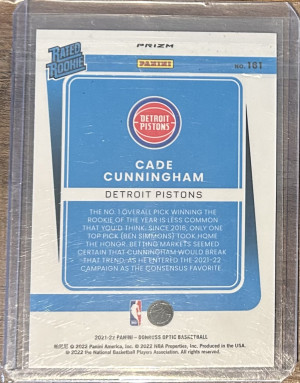 PRIZM
RATED
ROOKIE
PANINI
NO. 181
DETROIT
PISTONS
CADE
CUNNINGHAM
DETROIT PISTONS
THE NO. 1 OVERALL PICK WINNING THE
ROOKIE OF THE YEAR IS LESS COMMON
THAT YOU'D THINK. SINCE 2016, ONLY ONE
TOP PICK (BEN SIMMONS) TOOK HOME
THE HONOR. BETTING MARKETS SEEMED
CERTAIN THAT CUNNINGHAM WOULD BREAK
THAT TREND, AS HE ENTERED THE 2021-22
CAMPAIGN AS THE CONSENSUS FAVORITE.
NBA
2021-22 PANINI – DONRUSS OPTIC BASKETBALL
© 2022 Panini America, Inc. © 2022 NBA Properties, Inc. Produced in the USA.
© 2022 the National Basketball Players Association. All rights reserved.